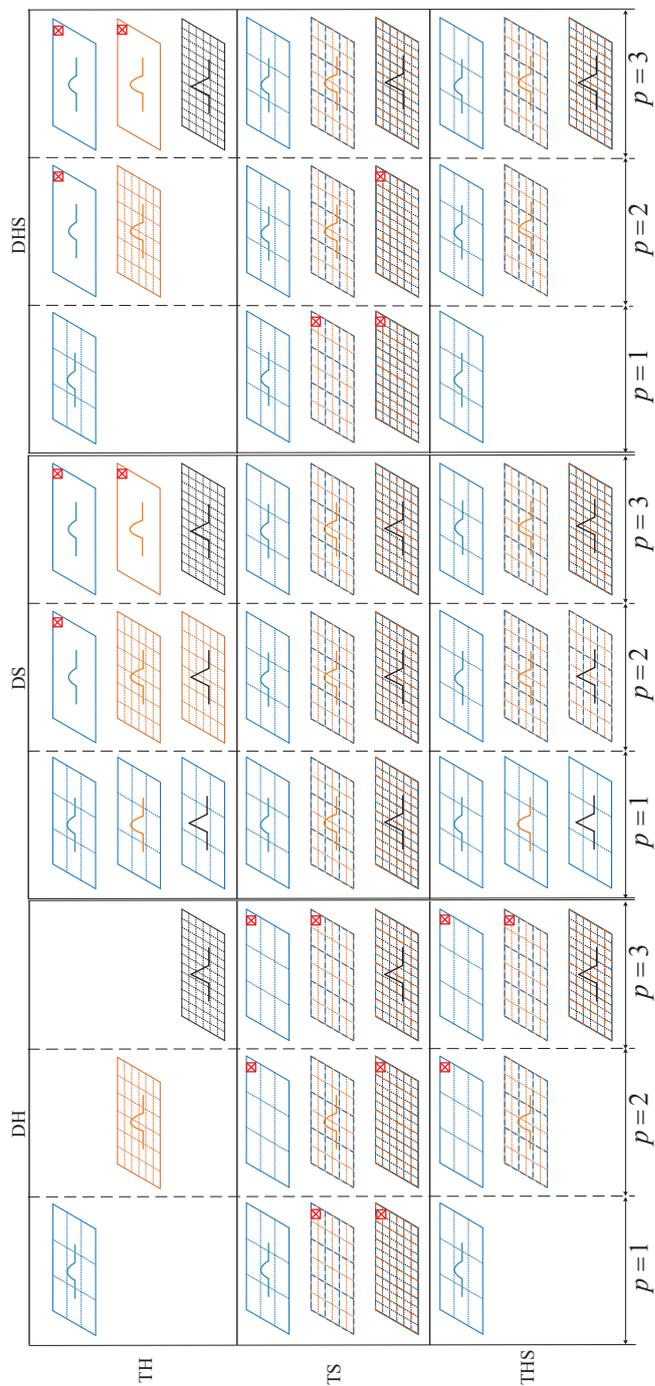 DH DS DHS
TH
TS
THS
p = 1 p = 2 p = 3 p = 1 p = 2 p = 3 p = 1 p = 2 p = 3